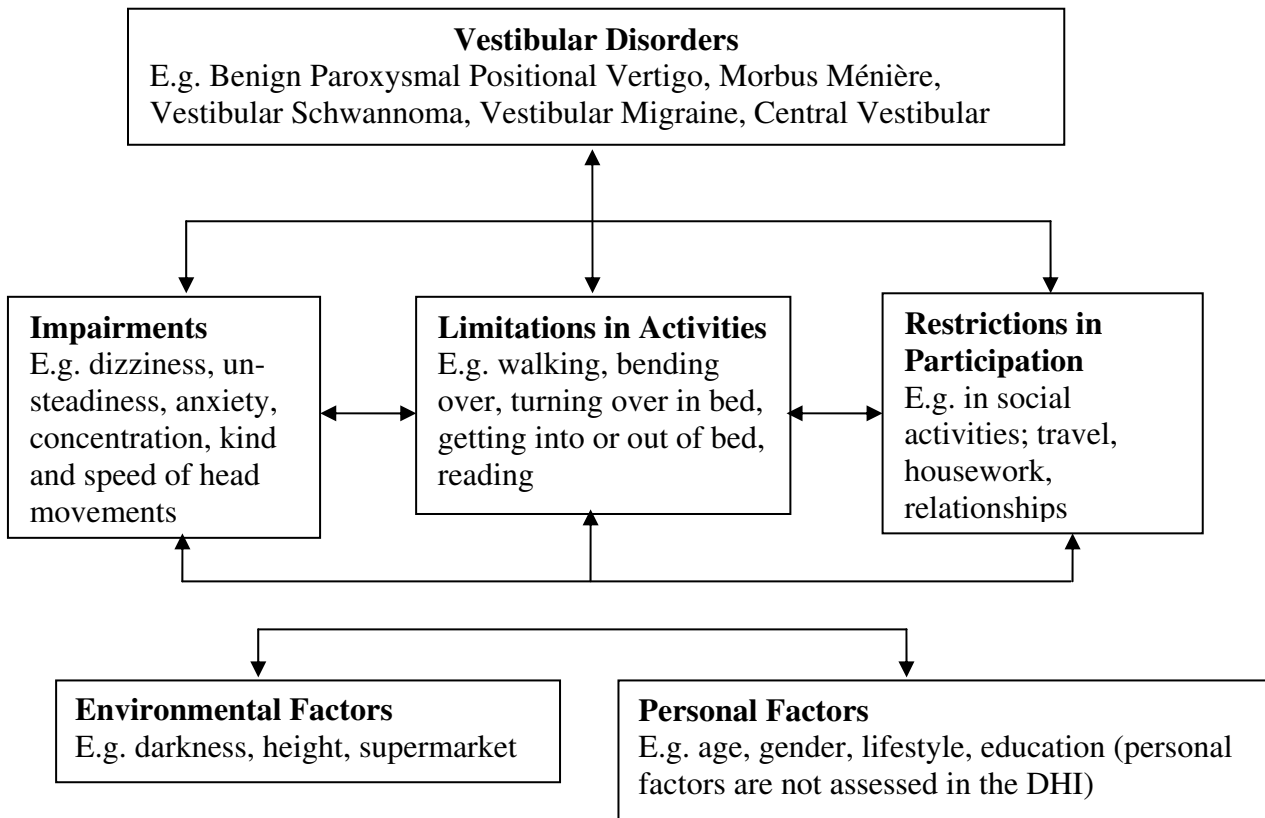 Vestibular Disorders
E.g. Benign Paroxysmal Positional Vertigo, Morbus Ménière,
Vestibular Schwannoma, Vestibular Migraine, Central Vestibular
Impairments
E.g. dizziness, un-
steadiness, anxiety,
concentration, kind
and speed of head
movements
Limitations in Activities
E.g. walking, bending
over, turning over in bed,
getting into or out of bed,
reading
Restrictions in
Participation
E.g. in social
activities; travel,
housework,
relationships
Environmental Factors
E.g. darkness, height, supermarket
Personal Factors
E.g. age, gender, lifestyle, education (personal
factors are not assessed in the DHI)